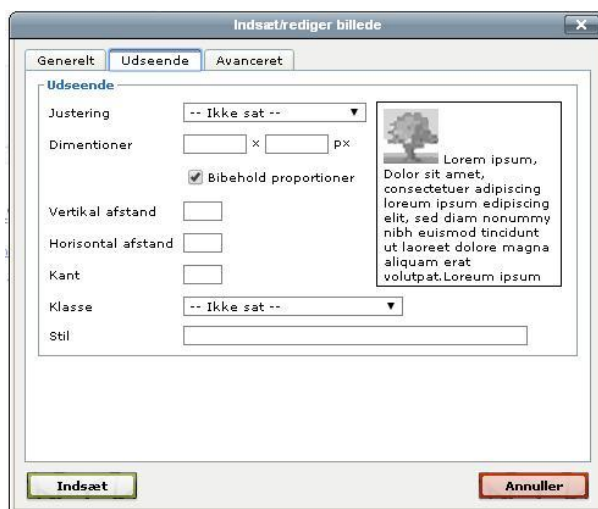 Indsæt/rediger billede
Generelt
Udseende
Avanceret
Udseende
Justering
-- Ikke sat --
Dimentioner
x
px
Bibehold proportioner
Vertikal afstand
Horisontal afstand
Kant
Klasse
-- Ikke sat --
Stil
Lorem ipsum,
Dolor sit amet,
consectetuer adipiscing
loreum ipsum edipiscing
elit, sed diam nonummy
nibh euismod tincidunt
ut laoreet dolore magna
aliquam erat
volutpat.Loreum ipsum
Indsæt
Annuller